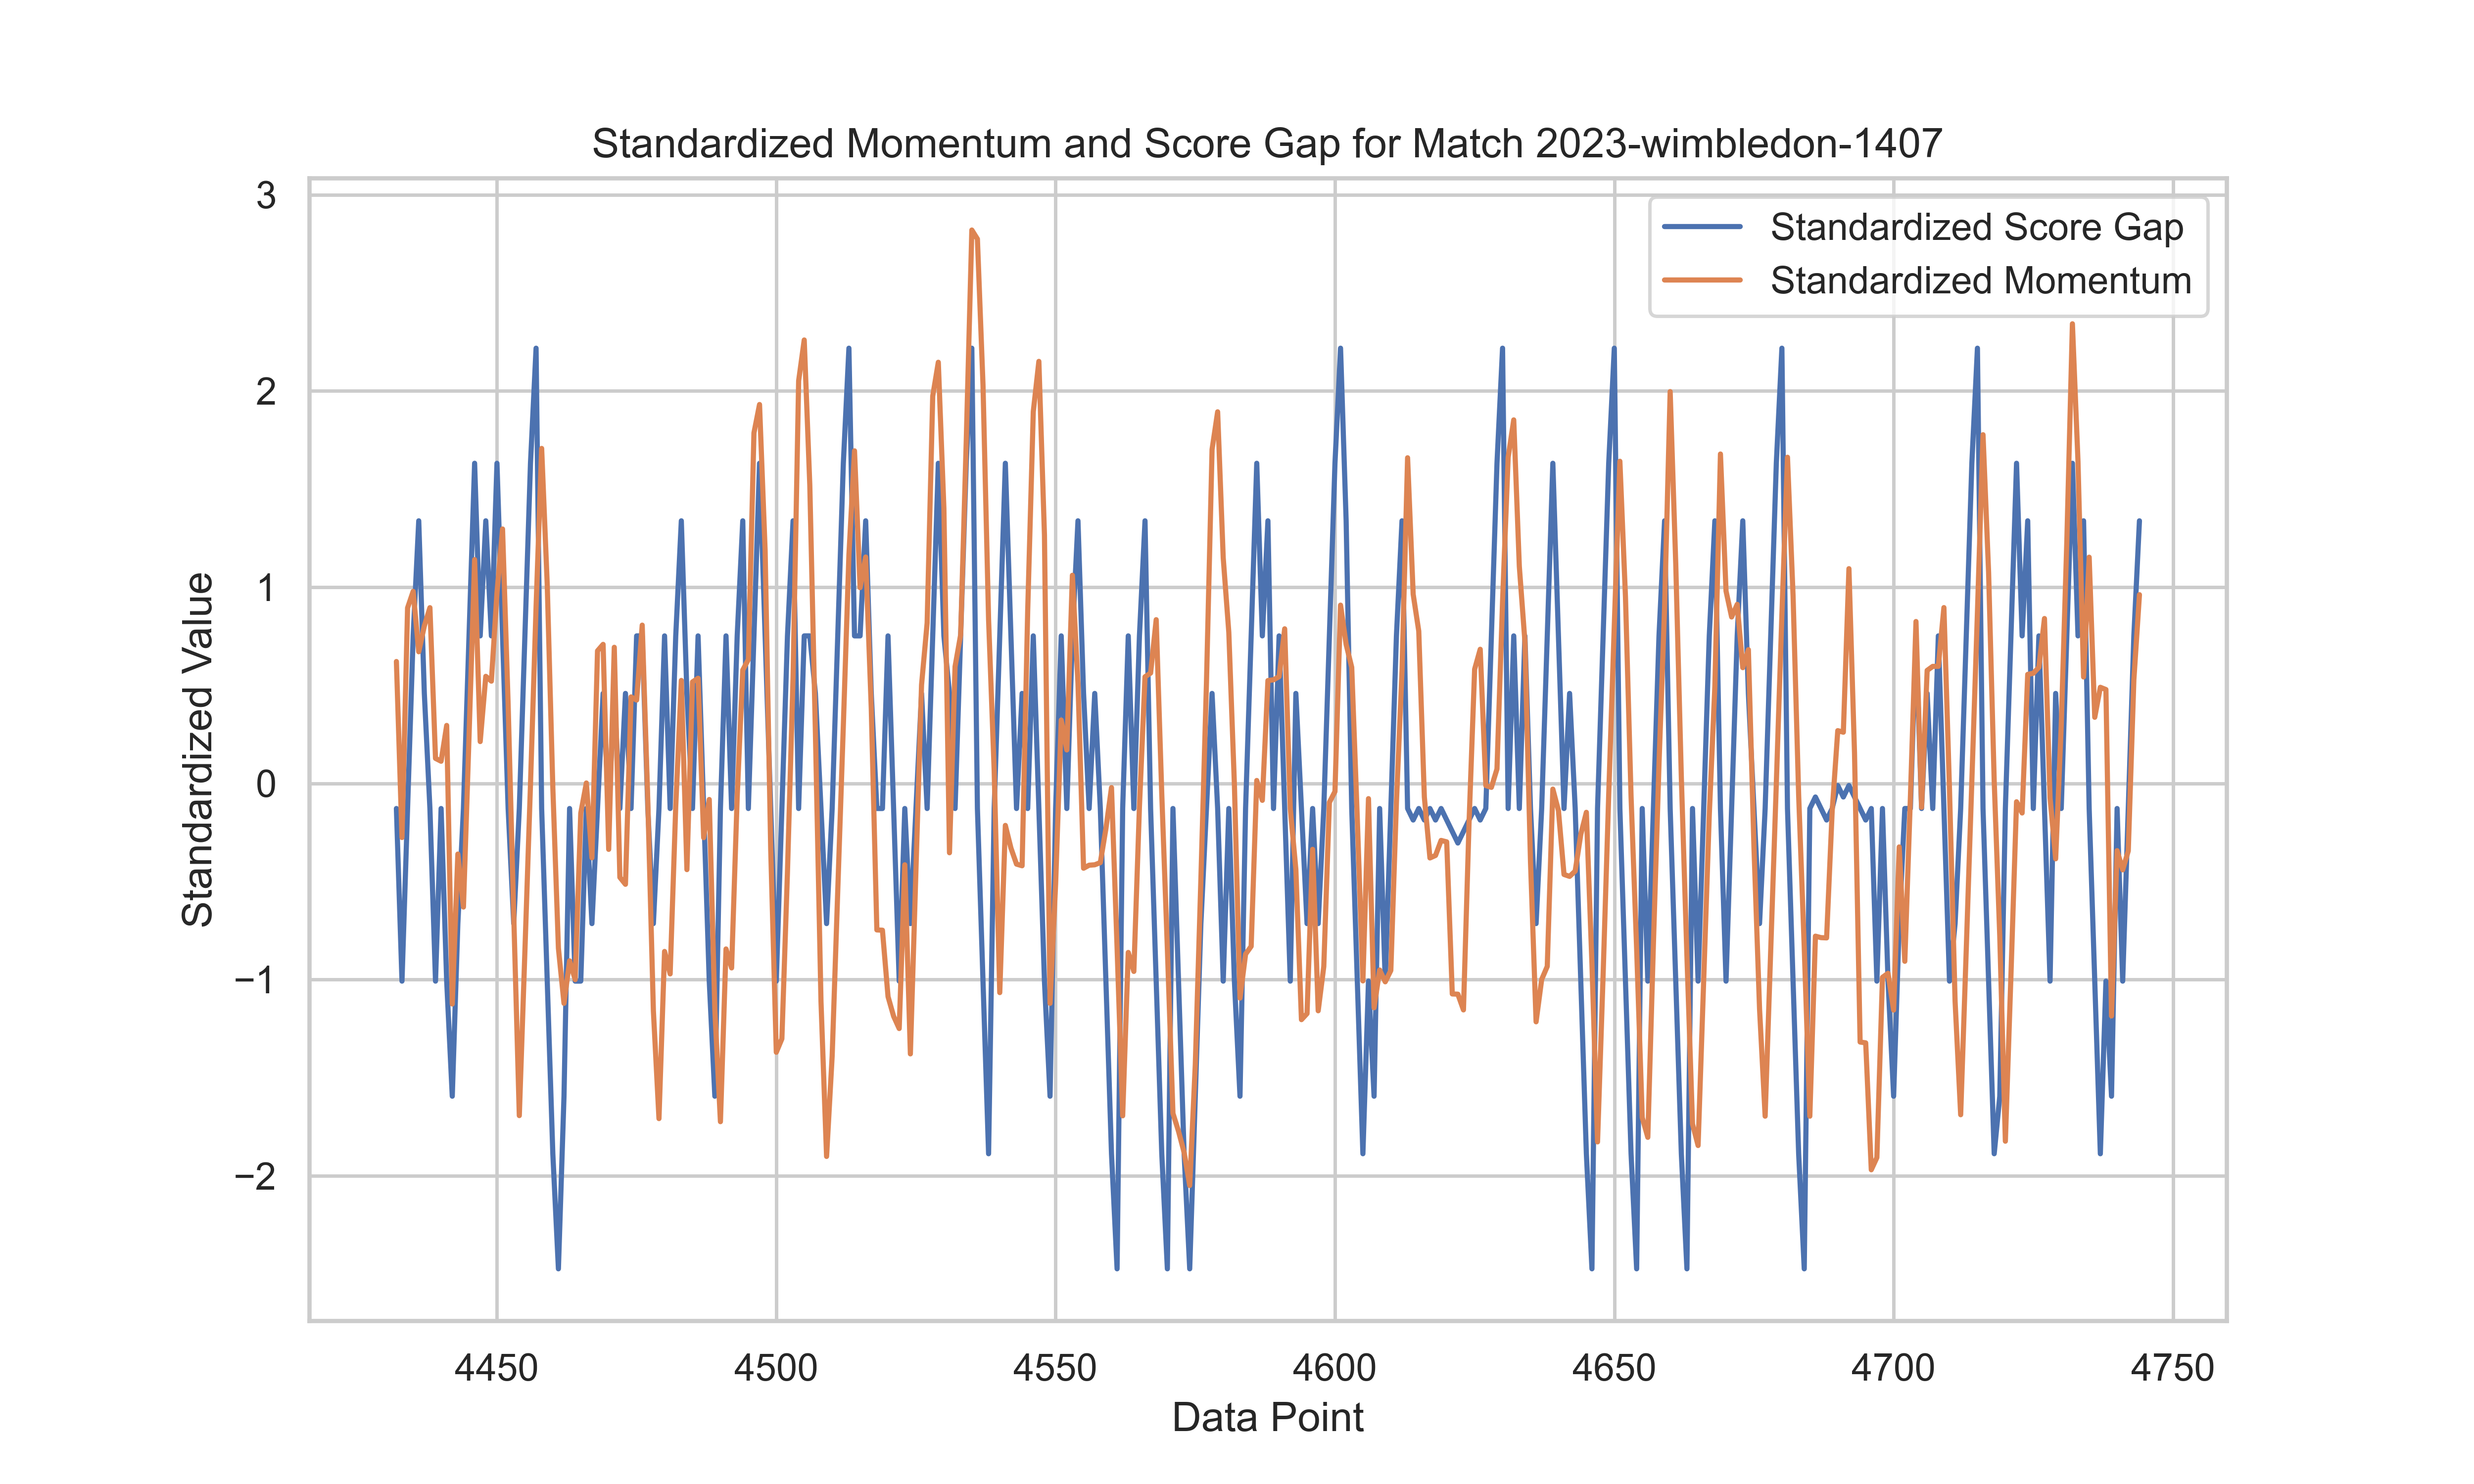 Standardized Momentum and Score Gap for Match 2023-wimbledon-1407
Standardized Score Gap
Standardized Momentum
Standardized Value
3
2
1
0
−1
−2
4450 4500 4550 4600 4650 4700 4750
Data Point